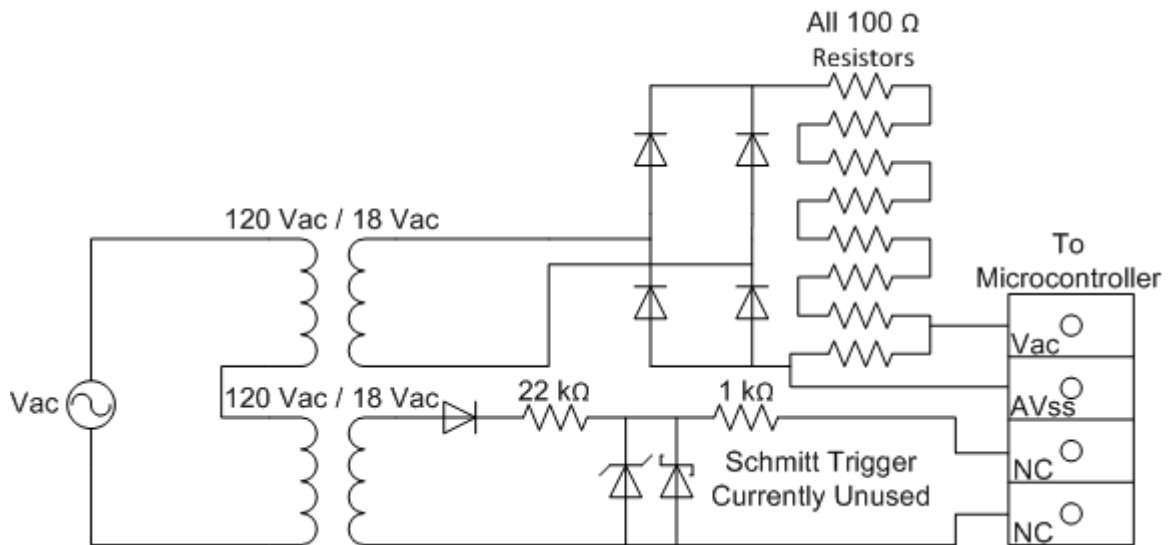 All 100 Ω
Resistors
120 Vac / 18 Vac
To
Microcontroller
Vac
Vac
120 Vac / 18 Vac
22 kΩ
1 kΩ
AVss
Schmitt Trigger
Currently Unused
NC
NC